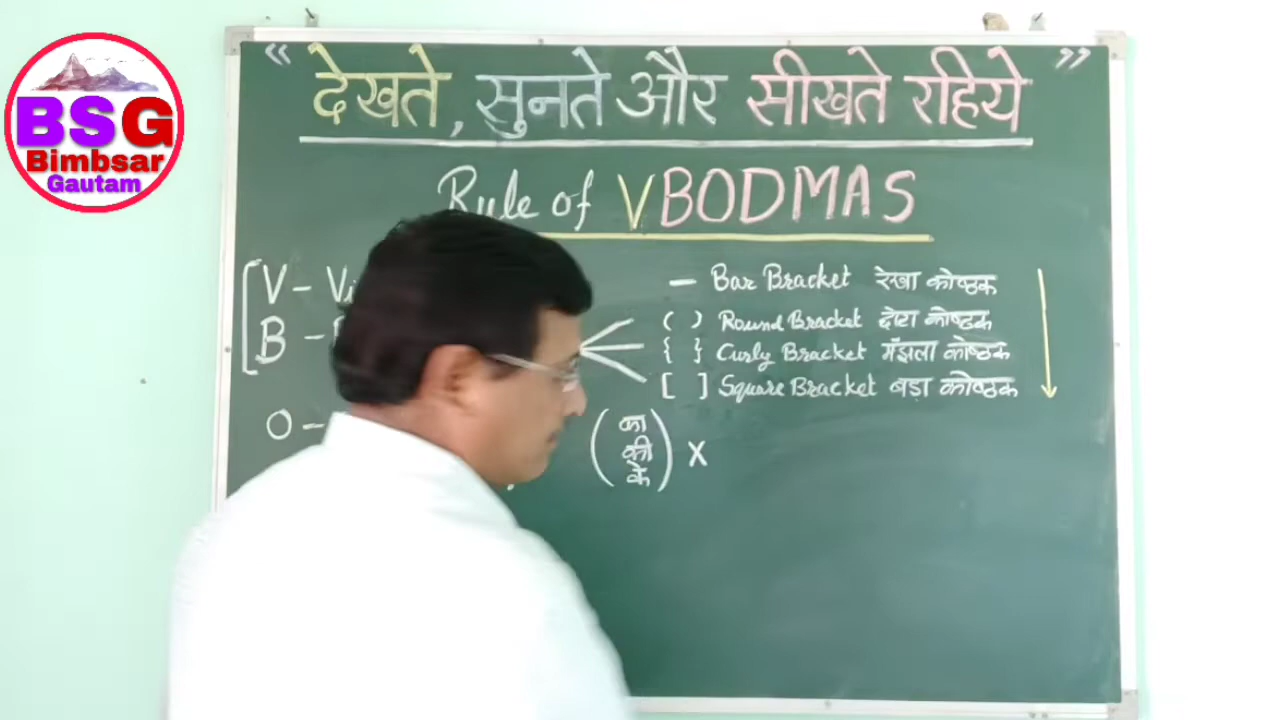 BSG
Bimbsar
Gautam
“ देखते, सुनते और सीखते रहिये ”
Rule of VBODMAS
V –
– Bar Bracket रेखा कोष्ठक
B –
( ) Round Bracket छोटा कोष्ठक
{ } Curly Bracket मँझला कोष्ठक
[ ] Square Bracket बड़ा कोष्ठक
O –
( का की के ) X